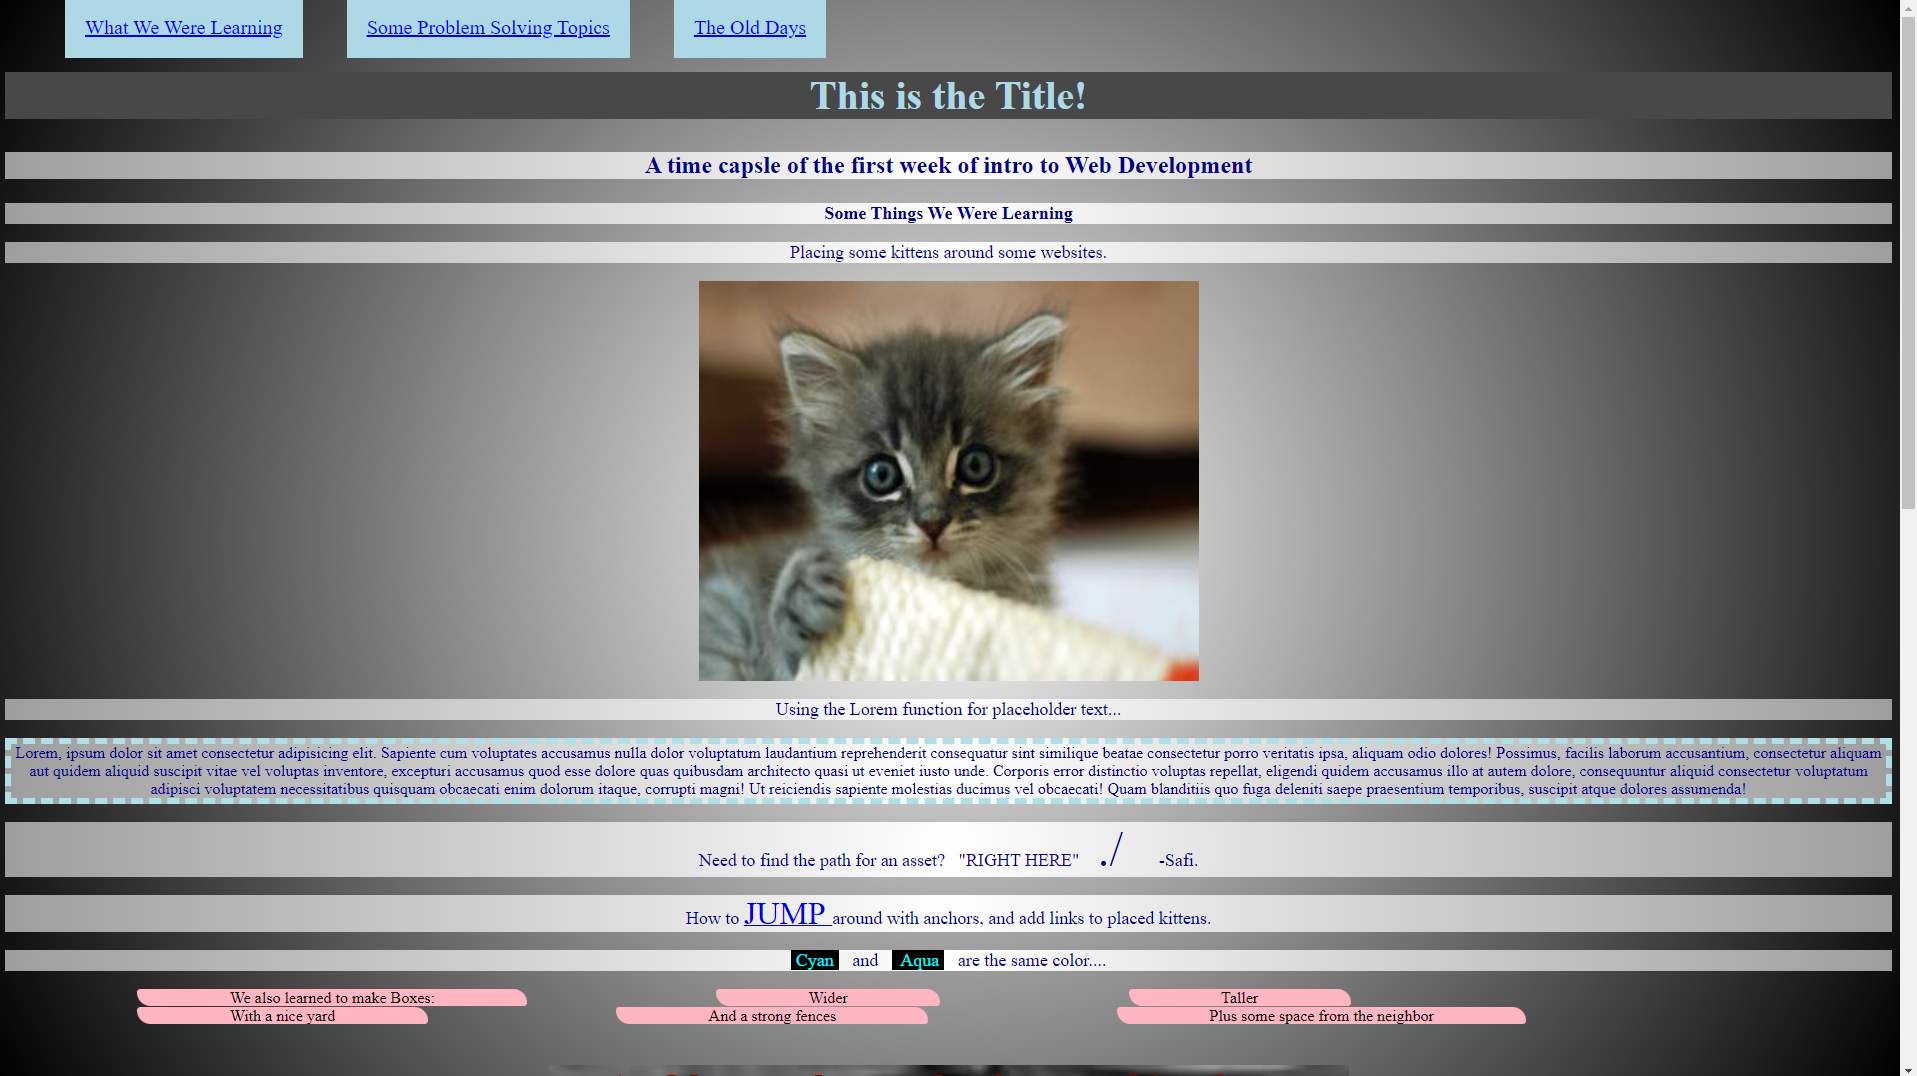 What We Were Learning Some Problem Solving Topics The Old Days
This is the Title!
A time capsle of the first week of intro to Web Development
Some Things We Were Learning
Placing some kittens around some websites.
Using the Lorem function for placeholder text...
Lorem, ipsum dolor sit amet consectetur adipisicing elit. Sapiente cum voluptates accusamus nulla dolor voluptatum laudantium reprehenderit consequatur sint similique beatae consectetur porro veritatis ipsa, aliquam odio dolores! Possimus, facilis laborum accusantium, consectetur aliquam
aut quidem aliquid suscipit vitae vel voluptas inventore, excepturi accusamus quod esse dolore quas quibusdam architecto quasi ut eveniet iusto unde. Corporis error distinctio voluptas repellat, eligendi quidem accusamus illo at autem dolore, consequuntur aliquid consectetur voluptatum
adipisci voluptatem necessitatibus quisquam obcaecati enim dolorum itaque, corrupti magni! Ut reiciendis sapiente molestias ducimus vel obcaecati! Quam blanditiis quo fuga deleniti saepe praesentium temporibus, suscipit atque dolores assumenda!
Need to find the path for an asset? "RIGHT HERE" ./ -Safi.
How to JUMP around with anchors, and add links to placed kittens.
Cyan and Aqua are the same color....
We also learned to make Boxes: Wider Taller
With a nice yard And a strong fences Plus some space from the neighbor